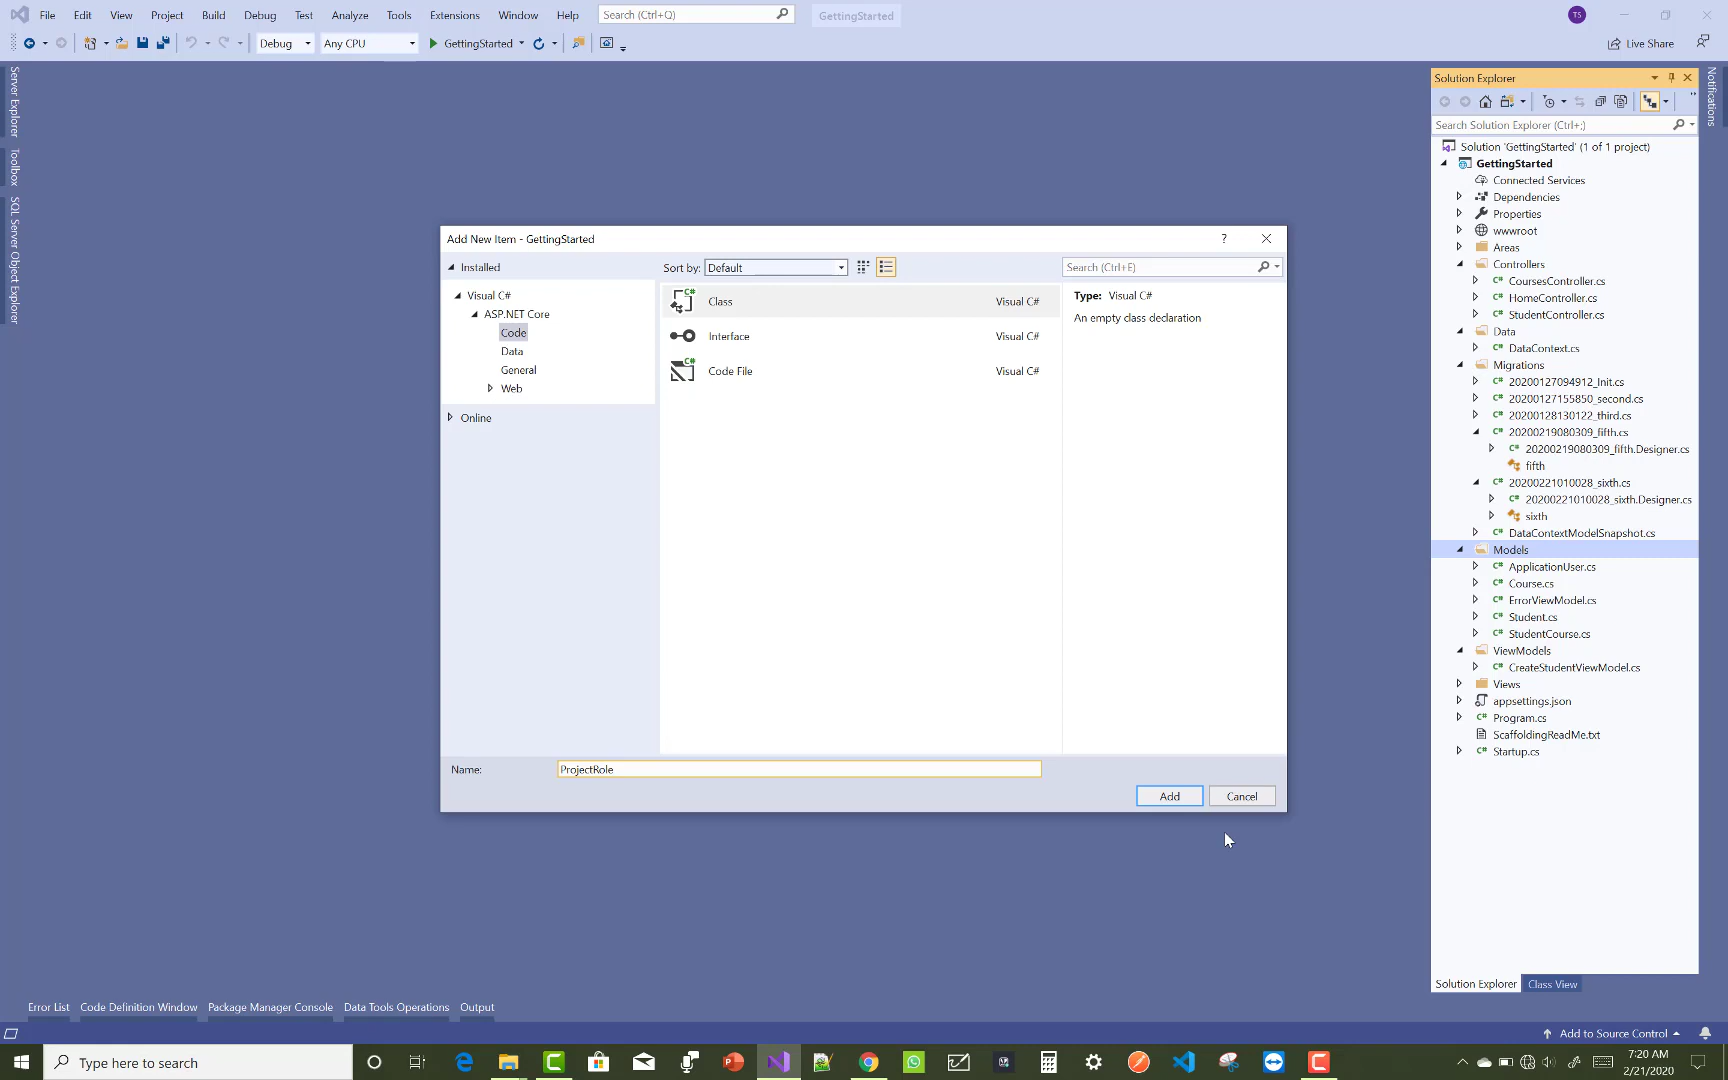 File Edit View Project Build Debug Test Analyze Tools Extensions Window Help Search (Ctrl+Q) GettingStarted TS
Debug Any CPU GettingStarted Live Share
Server Explorer
Toolbox
SQL Server Object Explorer
Notifications
Solution Explorer
Search Solution Explorer (Ctrl+;)
Solution 'GettingStarted' (1 of 1 project)
GettingStarted
Connected Services
Dependencies
Properties
wwwroot
Areas
Controllers
C# CoursesController.cs
C# HomeController.cs
C# StudentController.cs
Data
C# DataContext.cs
Migrations
C# 20200127094912_Init.cs
C# 20200127155850_second.cs
C# 20200128130122_third.cs
C# 20200219080309_fifth.cs
C# 20200219080309_fifth.Designer.cs
fifth
C# 20200221010028_sixth.cs
C# 20200221010028_sixth.Designer.cs
sixth
C# DataContextModelSnapshot.cs
Models
C# ApplicationUser.cs
C# Course.cs
C# ErrorViewModel.cs
C# Student.cs
C# StudentCourse.cs
ViewModels
C# CreateStudentViewModel.cs
Views
appsettings.json
C# Program.cs
ScaffoldingReadMe.txt
C# Startup.cs
Solution Explorer Class View
Add New Item - GettingStarted ?
Installed
Sort by: Default
Search (Ctrl+E)
Visual C#
ASP.NET Core
Code
Data
General
Web
Online
C# Class Visual C#
Interface Visual C#
C# Code File Visual C#
Type: Visual C#
An empty class declaration
Name: ProjectRole
Add Cancel
Error List Code Definition Window Package Manager Console Data Tools Operations Output
Add to Source Control
Type here to search
7:20 AM
2/21/2020